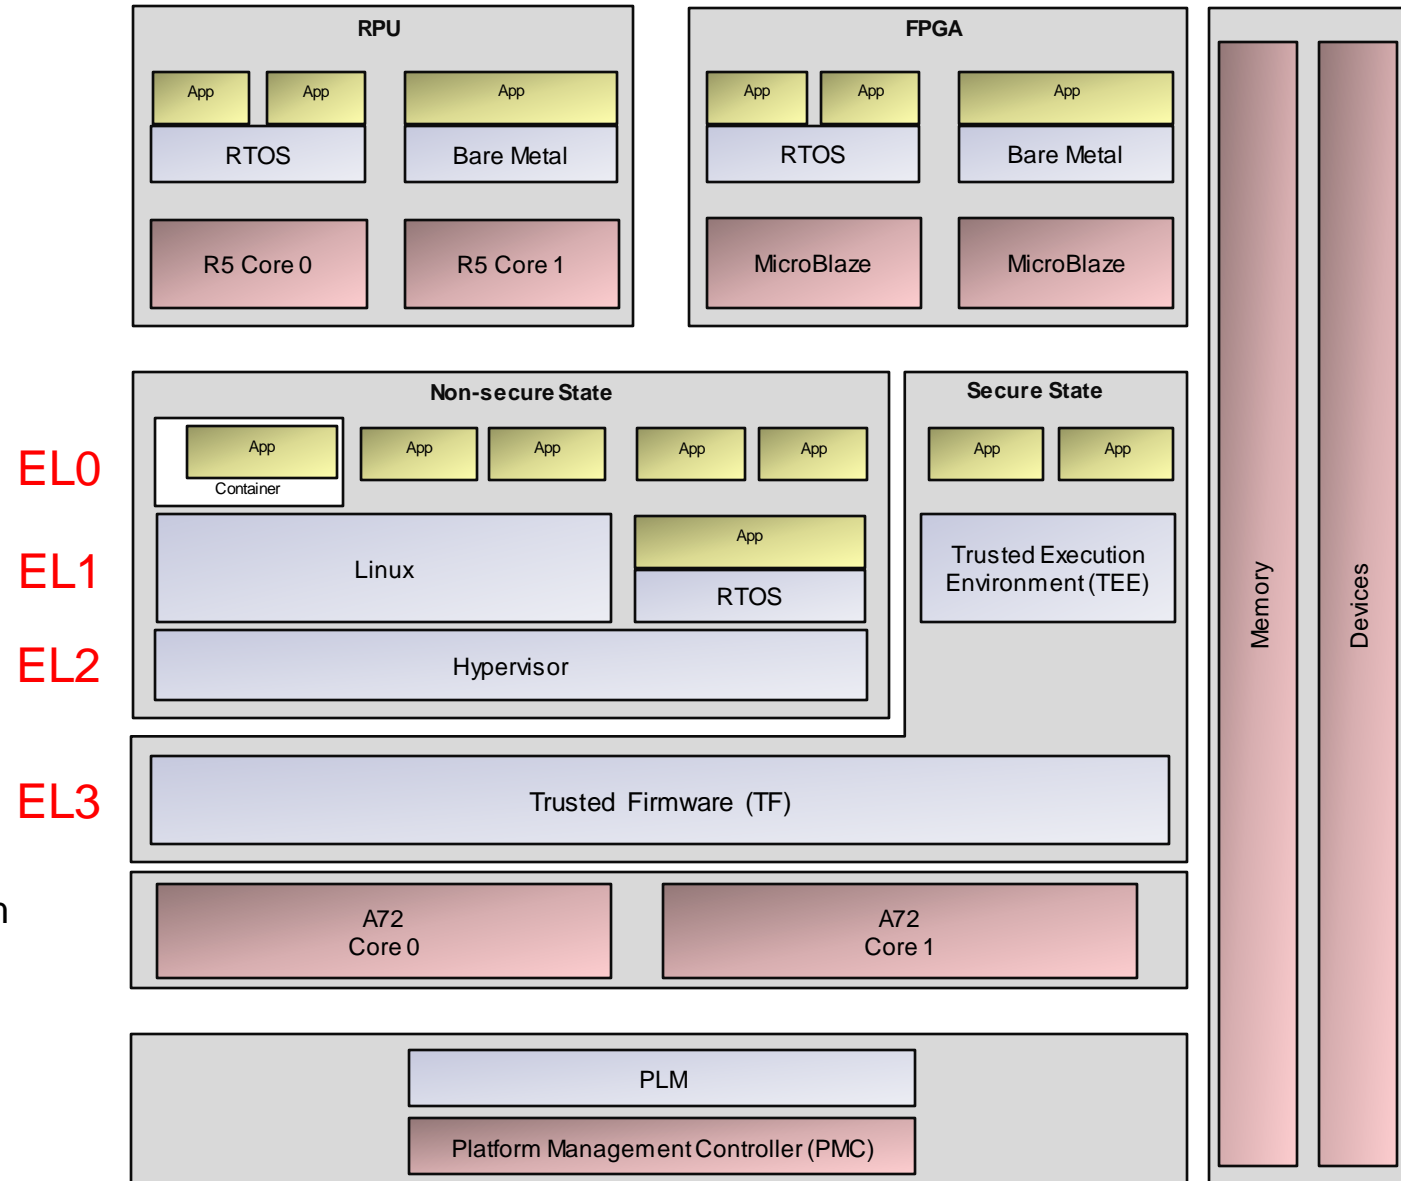 RPU
App
App
App
RTOS
Bare Metal
R5 Core 0
R5 Core 1
FPGA
App
App
App
RTOS
Bare Metal
MicroBlaze
MicroBlaze
Non-secure State
Secure State
EL0
App
Container
App
App
App
App
App
App
EL1
Linux
App
RTOS
Trusted Execution
Environment (TEE)
EL2
Hypervisor
EL3
Trusted Firmware (TF)
n
A72
Core 0
A72
Core 1
PLM
Platform Management Controller (PMC)
Memory
Devices